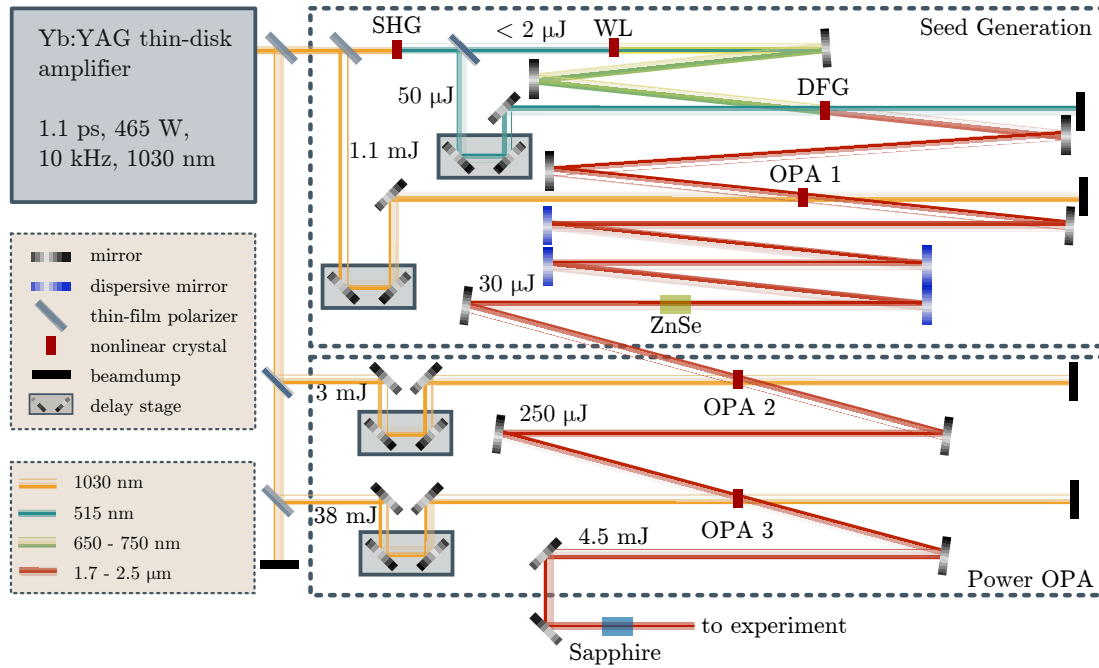 Yb:YAG thin-disk
amplifier
1.1 ps, 465 W,
10 kHz, 1030 nm
SHG
< 2 µJ
WL
Seed Generation
50 µJ
DFG
1.1 mJ
OPA 1
30 µJ
ZnSe
mirror
dispersive mirror
thin-film polarizer
nonlinear crystal
beamdump
delay stage
3 mJ
OPA 2
250 µJ
1030 nm
515 nm
650 - 750 nm
1.7 - 2.5 µm
38 mJ
OPA 3
4.5 mJ
Power OPA
to experiment
Sapphire